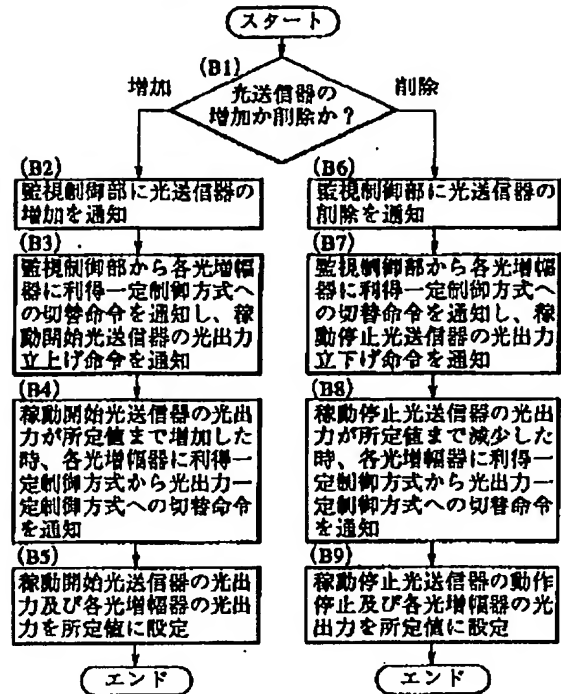 スタート
(B1)
光送信器の
増加か削除か?
増加
削除
(B2)
監視制御部に光送信器の
増加を通知
(B3)
監視制御部から各光増幅
器に利得一定制御方式へ
の切替命令を通知し、稼
動開始光送信器の光出力
立上げ命令を通知
(B4)
稼動開始光送信器の光出
力が所定値まで増加した
時、各光増幅器に利得一
定制御方式から光出力一
定制御方式への切替命令
を通知
(B5)
稼動開始光送信器の光出
力及び各光増幅器の光出
力を所定値に設定
エンド
(B6)
監視制御部に光送信器の
削除を通知
(B7)
監視制御部から各光増幅
器に利得一定制御方式へ
の切替命令を通知し、稼
動停止光送信器の光出力
立下げ命令を通知
(B8)
稼動停止光送信器の光出
力が所定値まで減少した
時、各光増幅器に利得一
定制御方式から光出力一
定制御方式への切替命令
を通知
(B9)
稼動停止光送信器の動作
停止及び各光増幅器の光
出力を所定値に設定
エンド